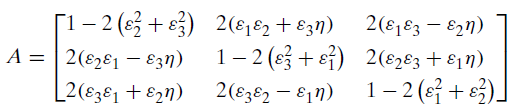 A = [1 − 2(ε₂² + ε₃²)  2(ε₁ε₂ + ε₃η)  2(ε₁ε₃ − ε₂η)
2(ε₂ε₁ − ε₃η)  1 − 2(ε₃² + ε₁²)  2(ε₂ε₃ + ε₁η)
2(ε₃ε₁ + ε₂η)  2(ε₃ε₂ − ε₁η)  1 − 2(ε₁² + ε₂²)]